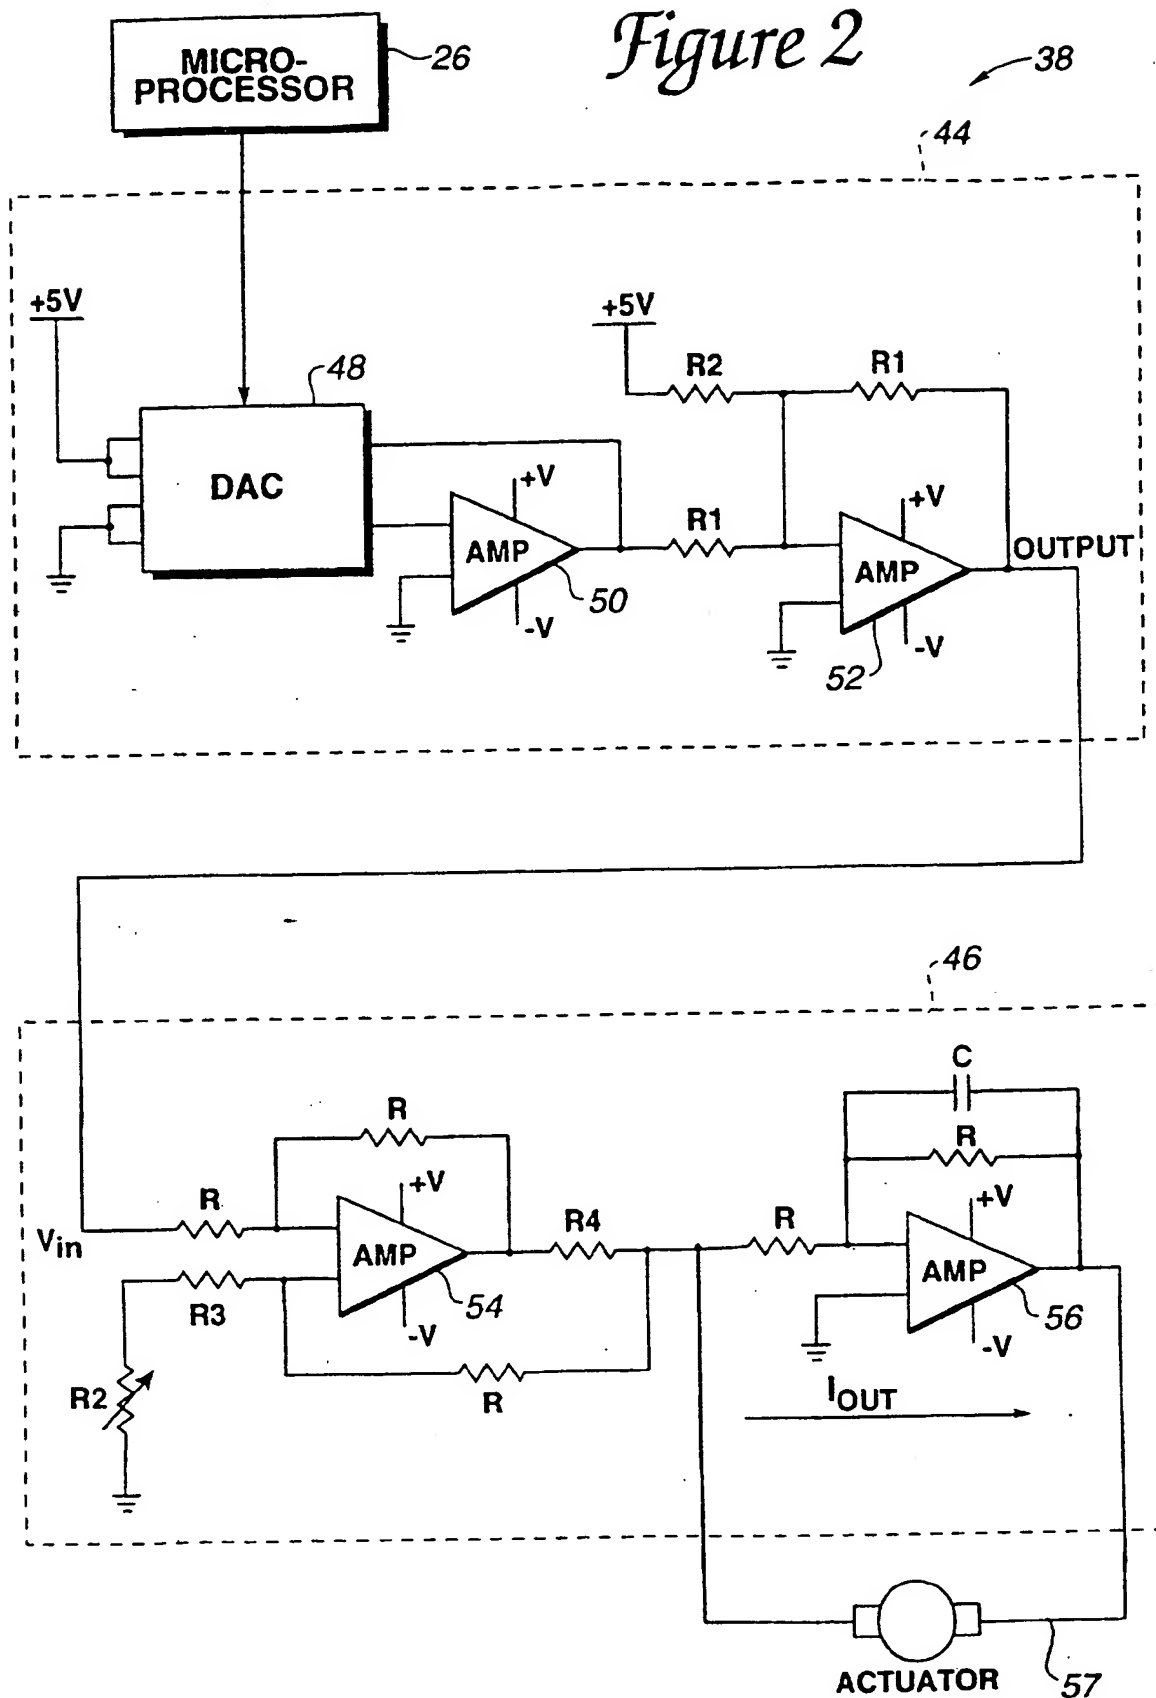 Figure 2
MICRO-
PROCESSOR
26
38
44
+5V
+5V
48
R2
R1
DAC
+V
AMP
50
-V
R1
+V
AMP
52
-V
OUTPUT
46
C
R
R
R
+V
AMP
54
-V
R4
R
+V
AMP
56
-V
Vin
R3
R
R2
IOUT
ACTUATOR
57